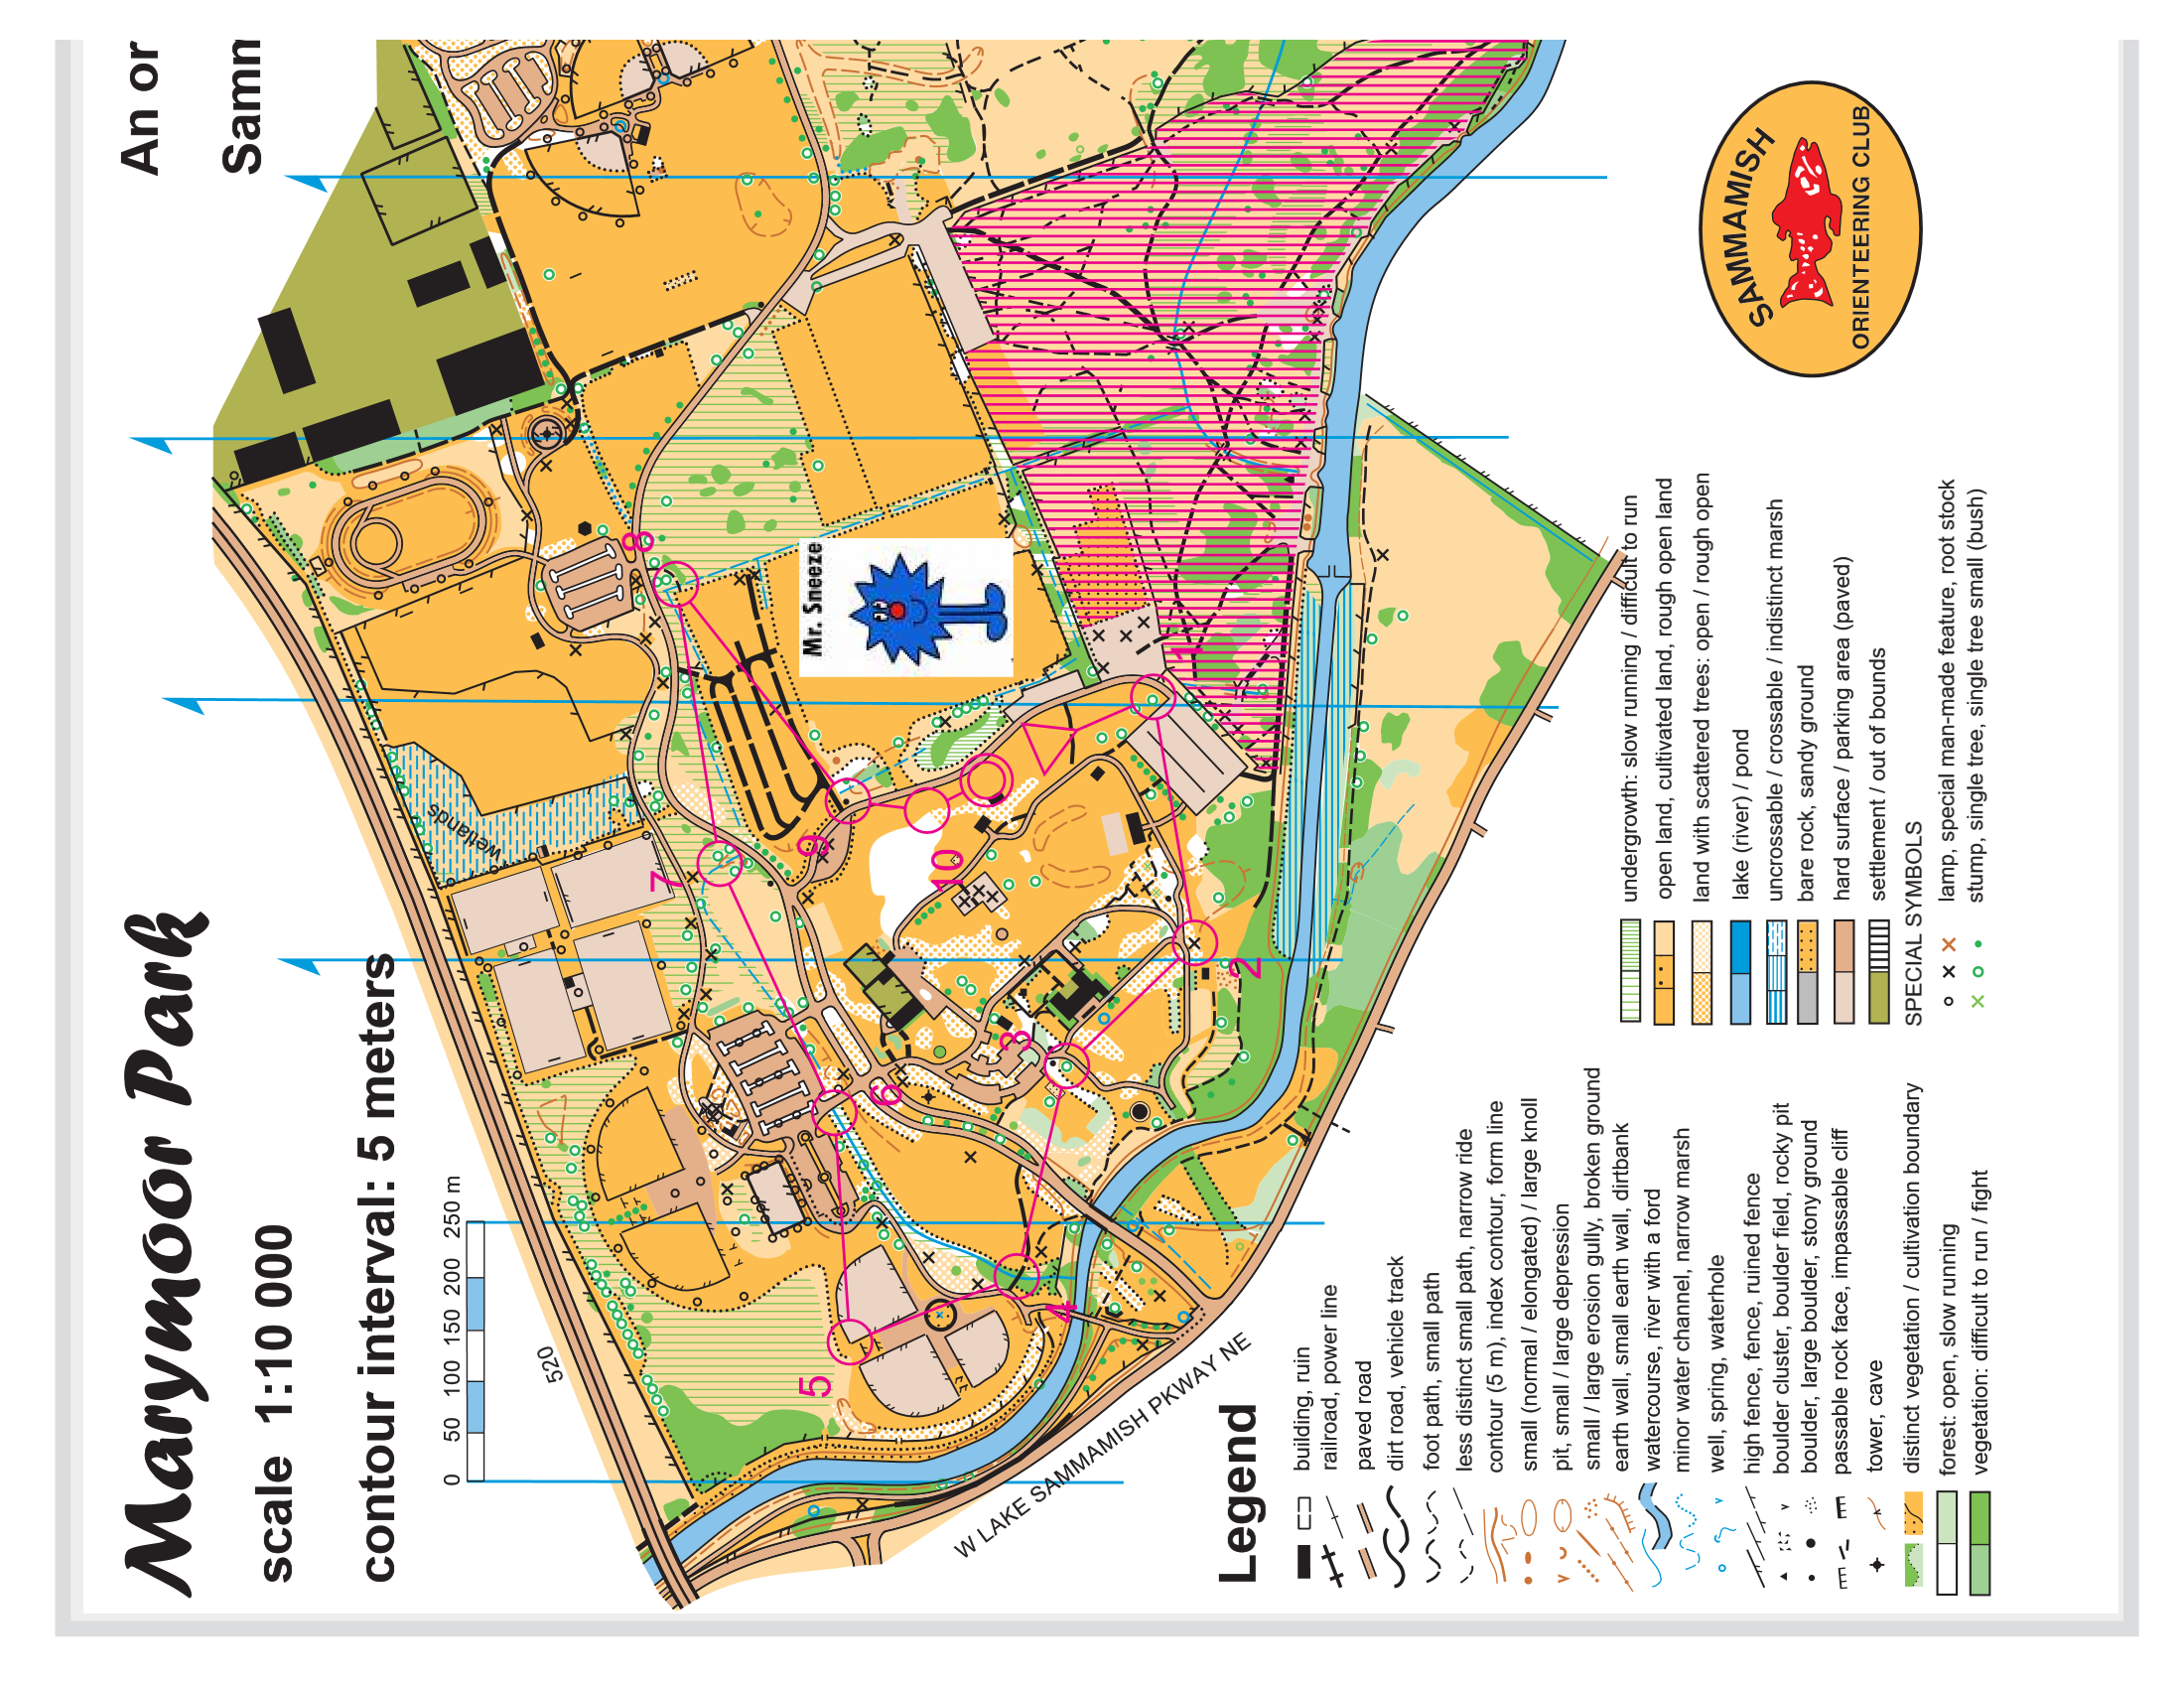 Marymoor Park
An or
scale 1:10 000
Samm
contour interval: 5 meters
0 50 100 150 200 250 m
520
wetlands
W LAKE SAMMAMISH PKWAY NE
Mr. Sneeze
1
2
3
4
5
6
7
8
9
10
Legend
building, ruin
railroad, power line
paved road
dirt road, vehicle track
foot path, small path
less distinct small path, narrow ride
contour (5 m), index contour, form line
small (normal / elongated) / large knoll
pit, small / large depression
small / large erosion gully, broken ground
earth wall, small earth wall, dirtbank
watercourse, river with a ford
minor water channel, narrow marsh
well, spring, waterhole
high fence, fence, ruined fence
boulder cluster, boulder field, rocky pit
boulder, large boulder, stony ground
passable rock face, impassable cliff
tower, cave
distinct vegetation / cultivation boundary
forest: open, slow running
vegetation: difficult to run / fight
undergrowth: slow running / difficult to run
open land, cultivated land, rough open land
land with scattered trees: open / rough open
lake (river) / pond
uncrossable / crossable / indistinct marsh
bare rock, sandy ground
hard surface / parking area (paved)
settlement / out of bounds
SPECIAL SYMBOLS
lamp, special man-made feature, root stock
stump, single tree, single tree small (bush)
SAMMAMISH
ORIENTEERING CLUB